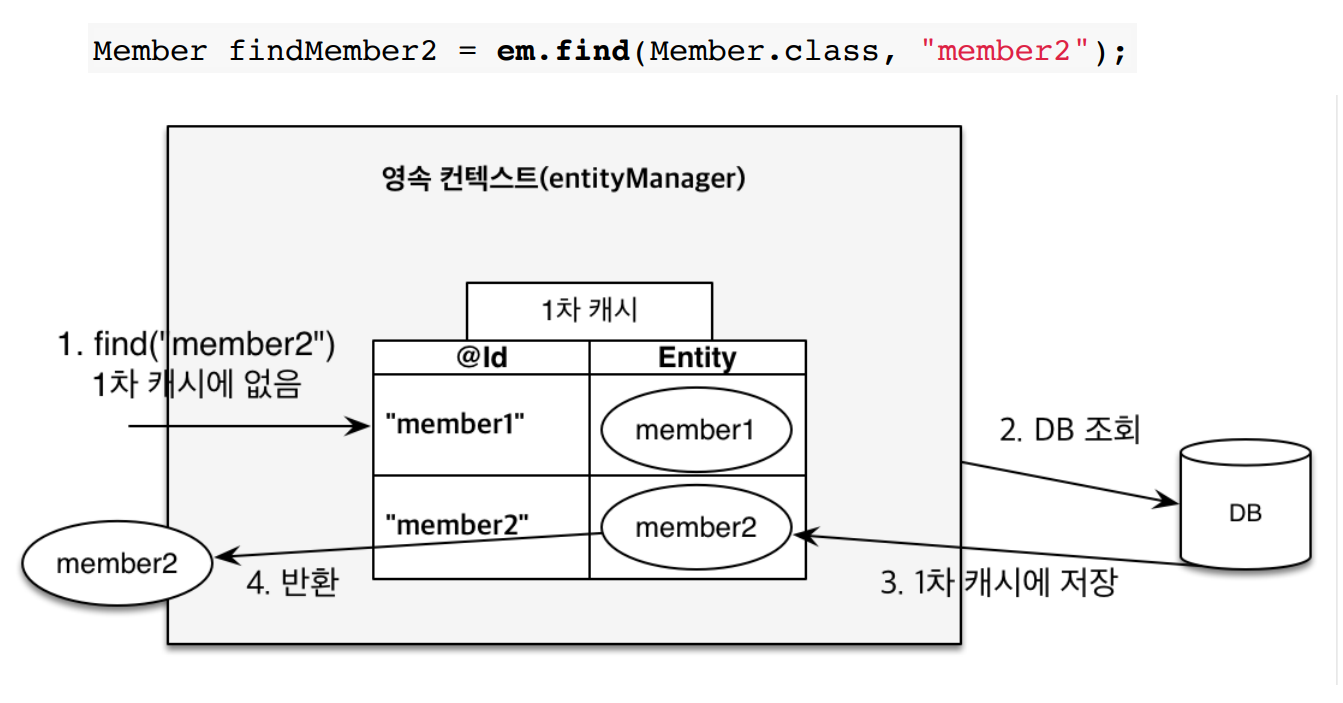 Member findMember2 = em.find(Member.class, "member2");
영속 컨텍스트(entityManager)
1차 캐시
1. find("member2")
1차 캐시에 없음
@Id Entity
"member1" member1
2. DB 조회
DB
"member2" member2
member2
4. 반환
3. 1차 캐시에 저장